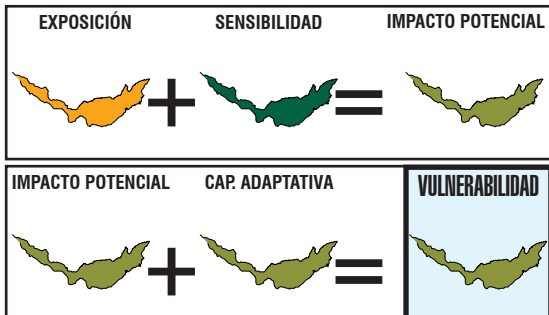 EXPOSICIÓN SENSIBILIDAD IMPACTO POTENCIAL
+ =
IMPACTO POTENCIAL CAP. ADAPTATIVA VULNERABILIDAD
+ =